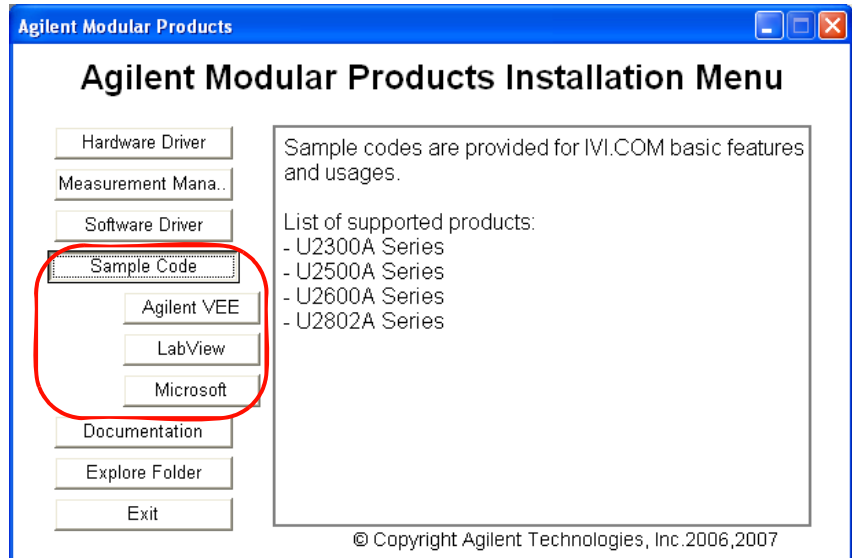 Agilent Modular Products
Agilent Modular Products Installation Menu
Hardware Driver
Measurement Mana..
Software Driver
Sample Code
Agilent VEE
LabView
Microsoft
Documentation
Explore Folder
Exit
Sample codes are provided for IVI.COM basic features
and usages.
List of supported products:
- U2300A Series
- U2500A Series
- U2600A Series
- U2802A Series
© Copyright Agilent Technologies, Inc.2006,2007